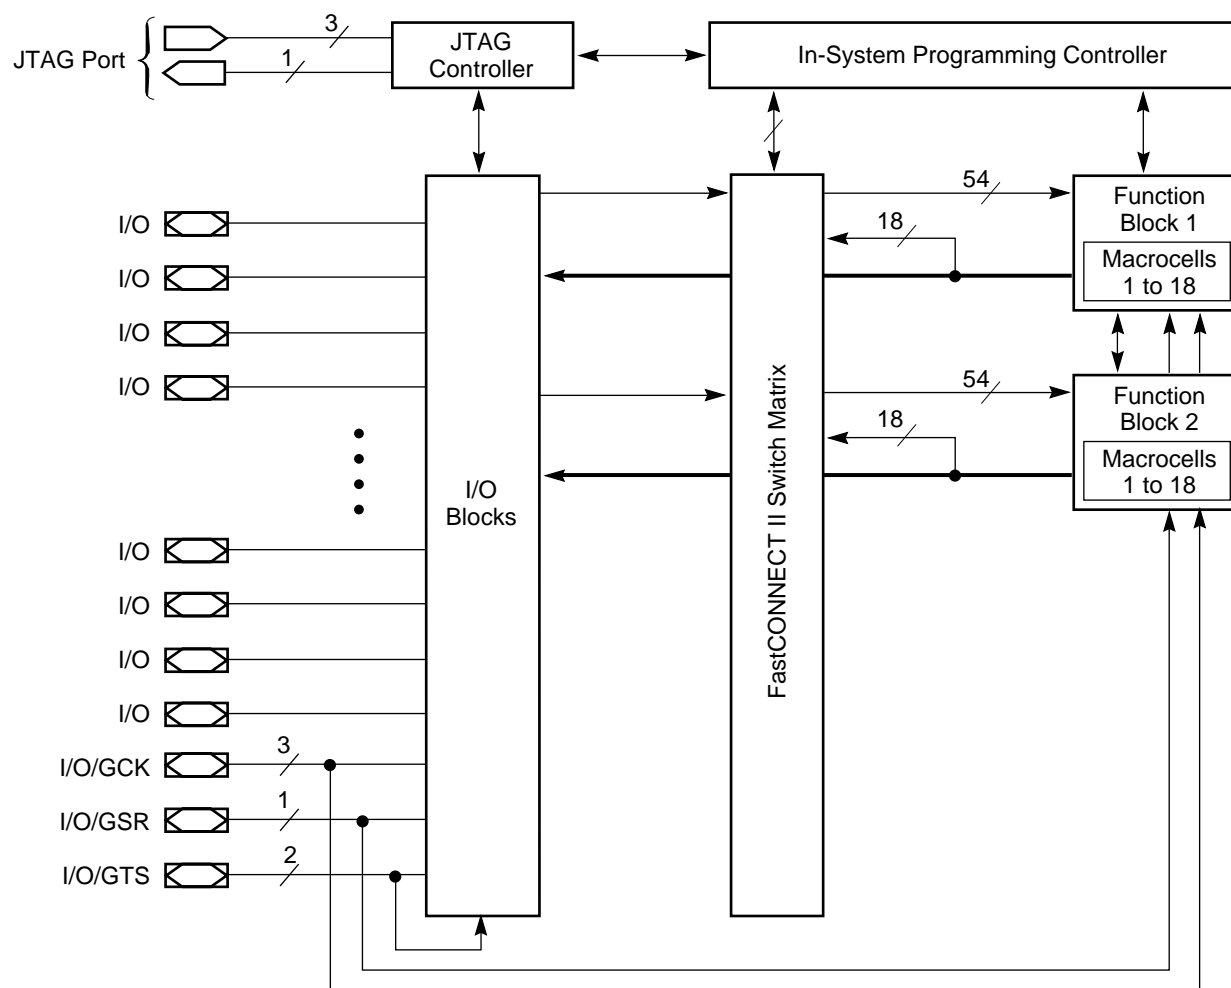 JTAG Port
3
1
JTAG
Controller
In-System Programming Controller
I/O
I/O
I/O
I/O
I/O
Blocks
FastCONNECT II Switch Matrix
54
18
Function
Block 1
Macrocells
1 to 18
54
18
Function
Block 2
Macrocells
1 to 18
I/O
I/O
I/O
I/O
I/O/GCK
3
I/O/GSR
1
I/O/GTS
2